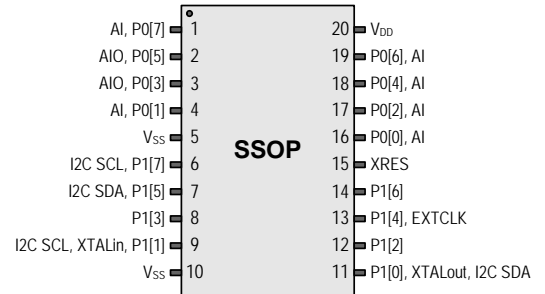 AI, P0[7] 1 20 VDD
AIO, P0[5] 2 19 P0[6], AI
AIO, P0[3] 3 18 P0[4], AI
AI, P0[1] 4 17 P0[2], AI
Vss 5 16 P0[0], AI
SSOP
I2C SCL, P1[7] 6 15 XRES
I2C SDA, P1[5] 7 14 P1[6]
P1[3] 8 13 P1[4], EXTCLK
I2C SCL, XTALin, P1[1] 9 12 P1[2]
Vss 10 11 P1[0], XTALout, I2C SDA